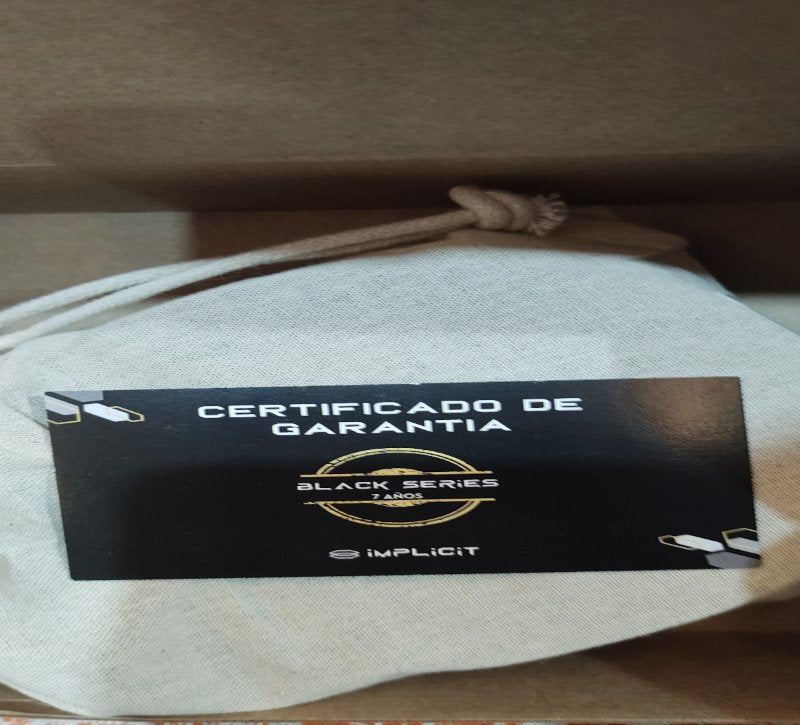 CERTIFICADO DE
GARANTIA
BLACK SERIES
7 AÑOS
iMPLiCiT